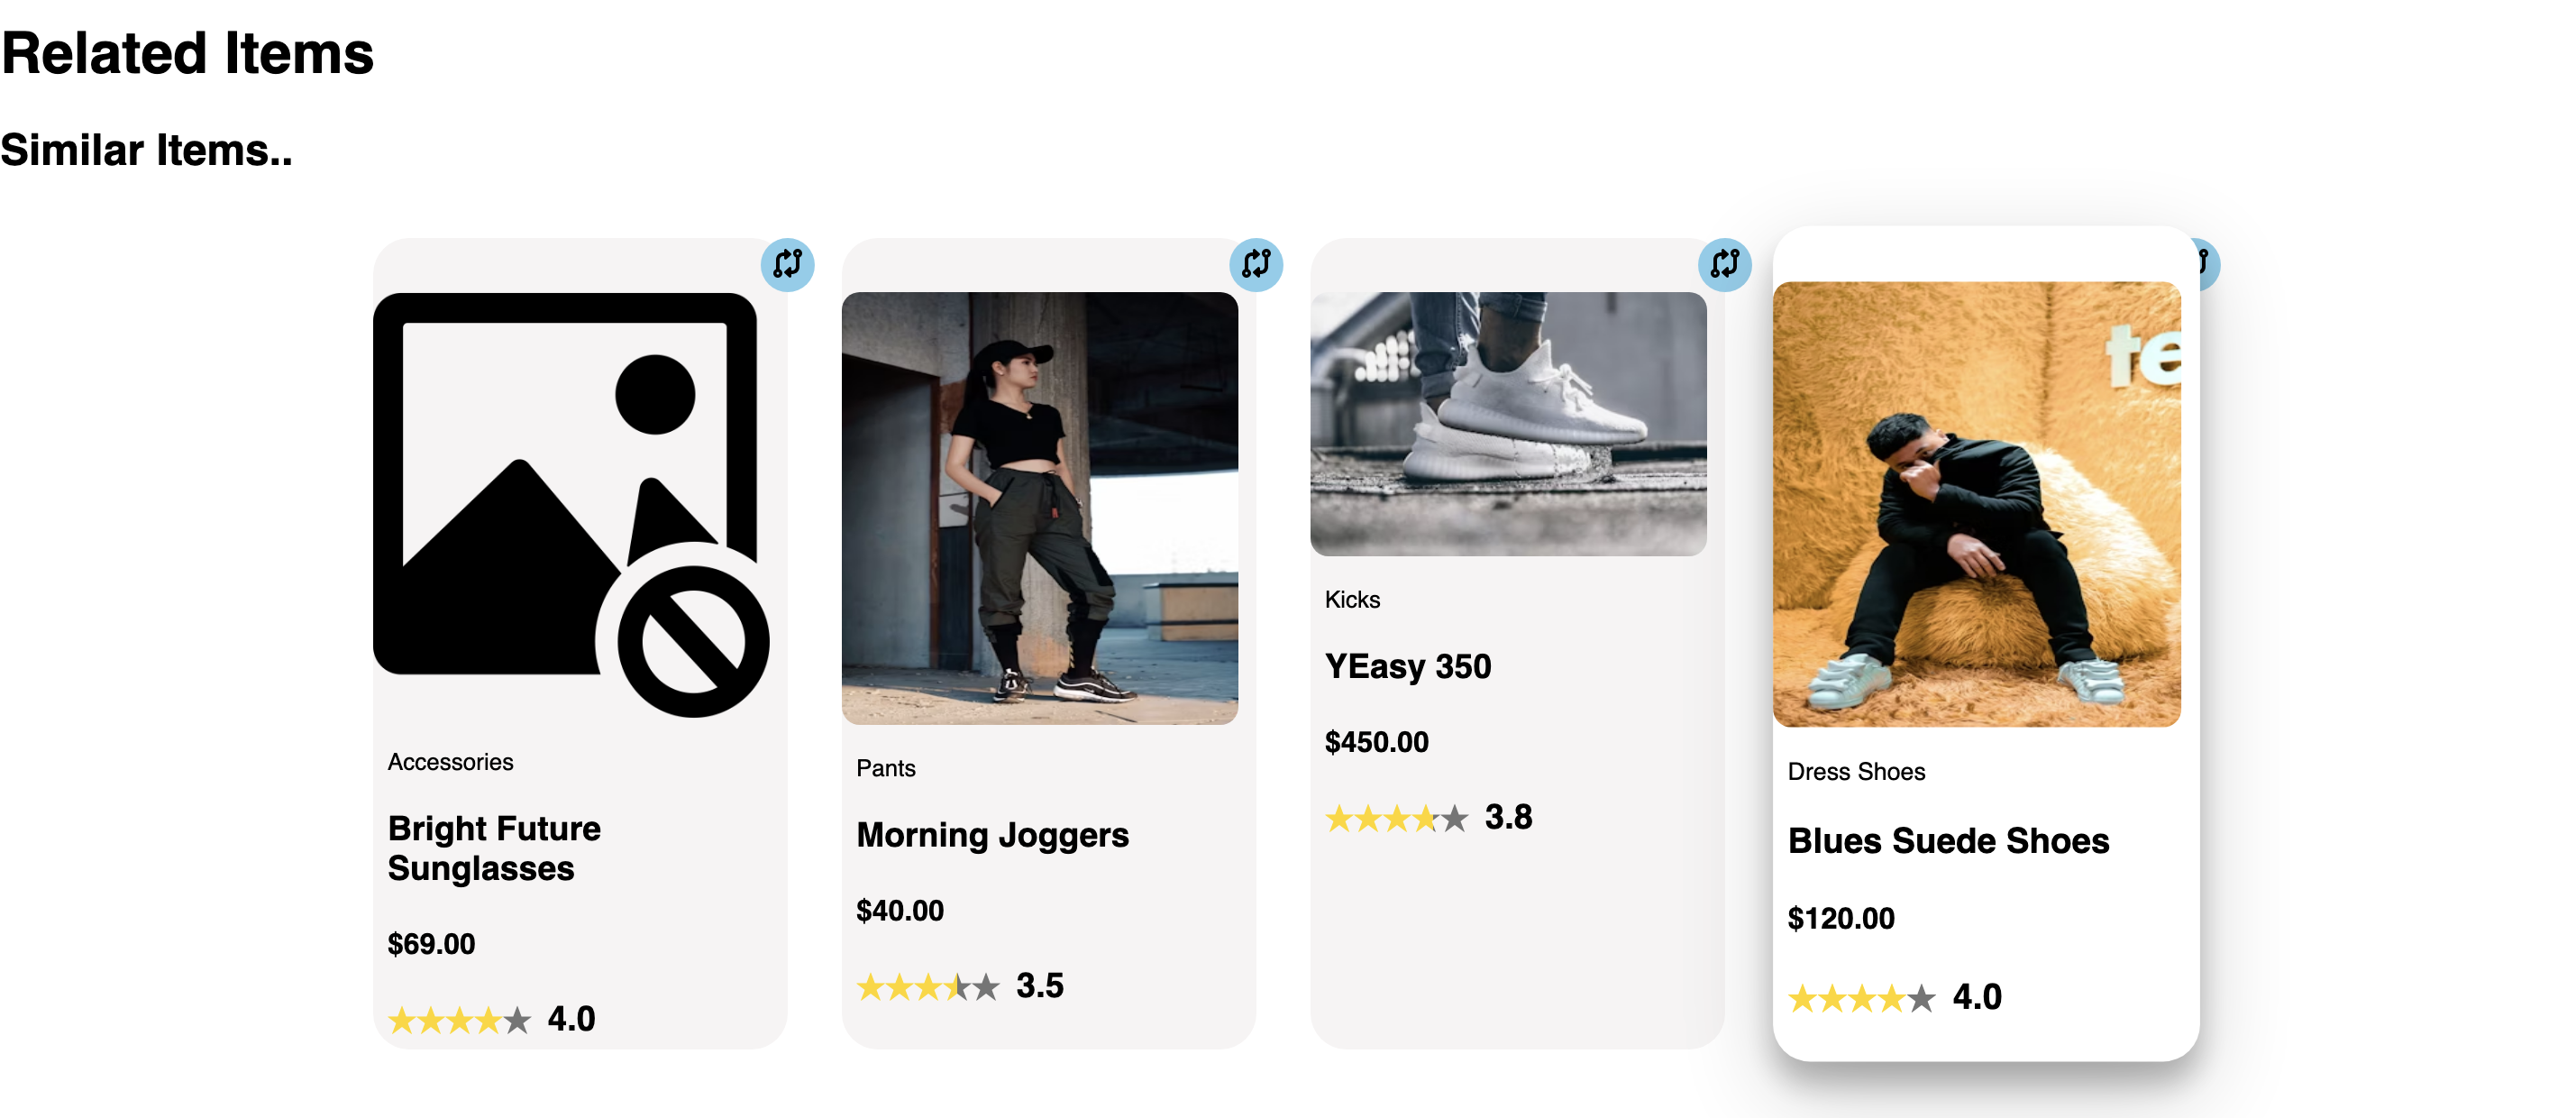 Related Items
Similar Items..
Accessories
Bright Future
Sunglasses
$69.00
4.0
Pants
Morning Joggers
$40.00
3.5
Kicks
YEasy 350
$450.00
3.8
te
Dress Shoes
Blues Suede Shoes
$120.00
4.0